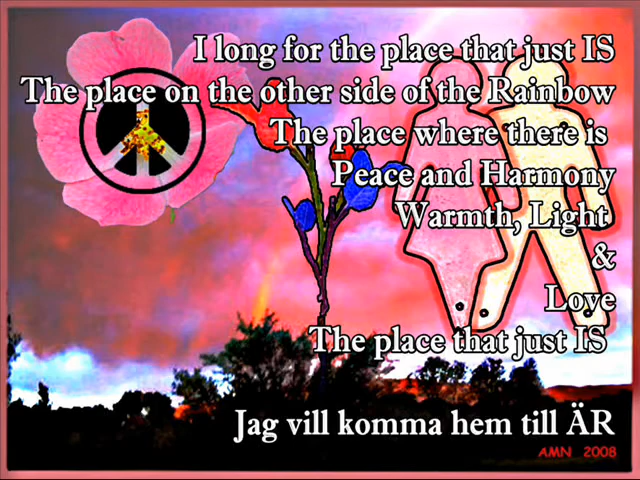 I long for the place that just IS
The place on the other side of the Rainbow
The place where there is
Peace and Harmony
Warmth, Light
&
Love
The place that just IS
Jag vill komma hem till ÄR
AMN 2008